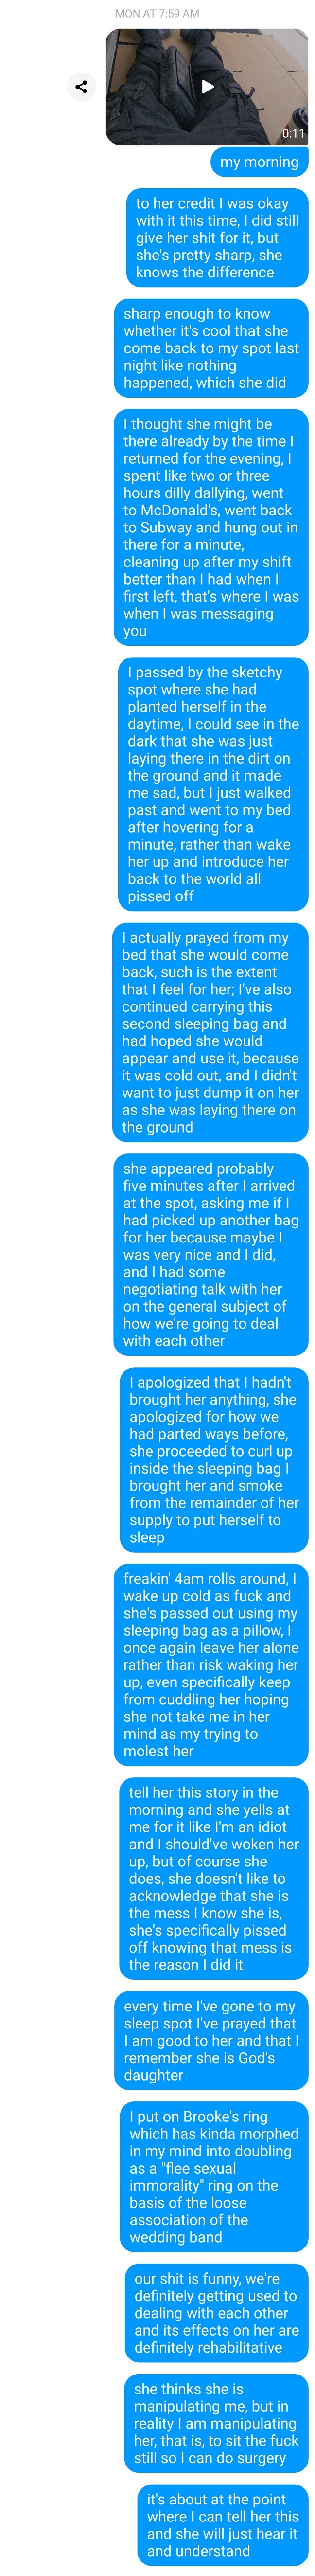 MON AT 7:59 AM
0:11
my morning
to her credit I was okay
with it this time, I did still
give her shit for it, but
she's pretty sharp, she
knows the difference
sharp enough to know
whether it's cool that she
come back to my spot last
night like nothing
happened, which she did
I thought she might be
there already by the time I
returned for the evening, I
spent like two or three
hours dilly dallying, went
to McDonald's, went back
to Subway and hung out in
there for a minute,
cleaning up after my shift
better than I had when I
first left, that's where I was
when I was messaging
you
I passed by the sketchy
spot where she had
planted herself in the
daytime, I could see in the
dark that she was just
laying there in the dirt on
the ground and it made
me sad, but I just walked
past and went to my bed
after hovering for a
minute, rather than wake
her up and introduce her
back to the world all
pissed off
I actually prayed from my
bed that she would come
back, such is the extent
that I feel for her; I've also
continued carrying this
second sleeping bag and
had hoped she would
appear and use it, because
it was cold out, and I didn't
want to just dump it on her
as she was laying there on
the ground
she appeared probably
five minutes after I arrived
at the spot, asking me if I
had picked up another bag
for her because maybe I
was very nice and I did,
and I had some
negotiating talk with her
on the general subject of
how we're going to deal
with each other
I apologized that I hadn't
brought her anything, she
apologized for how we
had parted ways before,
she proceeded to curl up
inside the sleeping bag I
brought her and smoke
from the remainder of her
supply to put herself to
sleep
freakin' 4am rolls around, I
wake up cold as fuck and
she's passed out using my
sleeping bag as a pillow, I
once again leave her alone
rather than risk waking her
up, even specifically keep
from cuddling her hoping
she not take me in her
mind as my trying to
molest her
tell her this story in the
morning and she yells at
me for it like I'm an idiot
and I should've woken her
up, but of course she
does, she doesn't like to
acknowledge that she is
the mess I know she is,
she's specifically pissed
off knowing that mess is
the reason I did it
every time I've gone to my
sleep spot I've prayed that
I am good to her and that I
remember she is God's
daughter
I put on Brooke's ring
which has kinda morphed
in my mind into doubling
as a "flee sexual
immorality" ring on the
basis of the loose
association of the
wedding band
our shit is funny, we're
definitely getting used to
dealing with each other
and its effects on her are
definitely rehabilitative
she thinks she is
manipulating me, but in
reality I am manipulating
her, that is, to sit the fuck
still so I can do surgery
it's about at the point
where I can tell her this
and she will just hear it
and understand